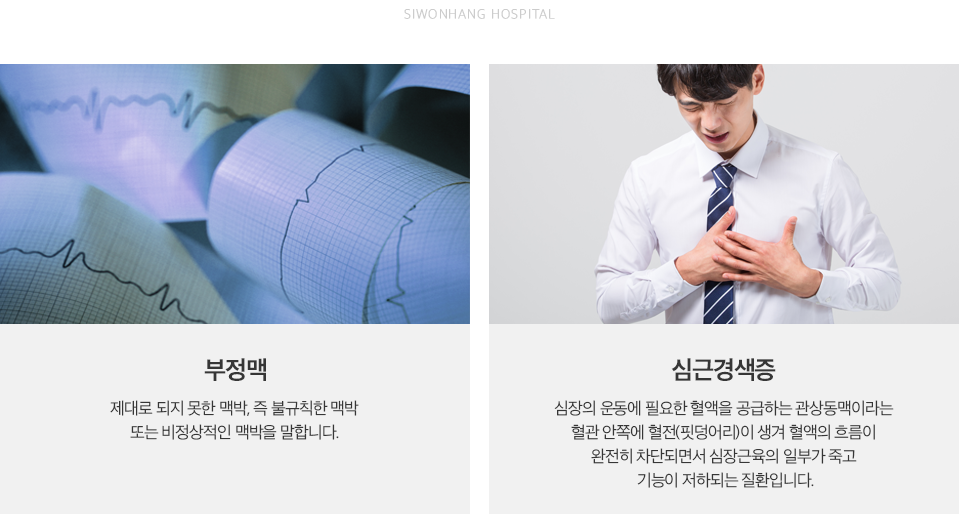 SIWONHANG HOSPITAL
부정맥
제대로 되지 못한 맥박, 즉 불규칙한 맥박
또는 비정상적인 맥박을 말합니다.
심근경색증
심장의 운동에 필요한 혈액을 공급하는 관상동맥이라는
혈관 안쪽에 혈전(핏덩어리)이 생겨 혈액의 흐름이
완전히 차단되면서 심장근육의 일부가 죽고
기능이 저하되는 질환입니다.